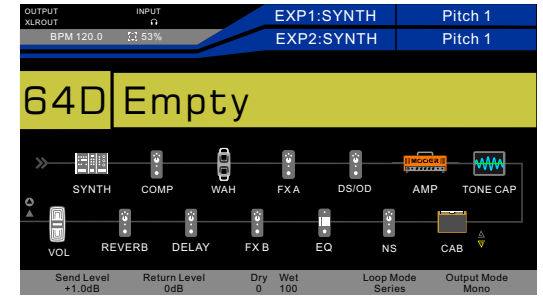 OUTPUT INPUT EXP1:SYNTH Pitch 1
XLROUT
BPM 120.0 53% EXP2:SYNTH Pitch 1
64D Empty
MOOER
SYNTH COMP WAH FX A DS/OD AMP TONE CAP
VOL REVERB DELAY FX B EQ NS CAB
Send Level Return Level Dry Wet Loop Mode Output Mode
+1.0dB 0dB 0 100 Series Mono